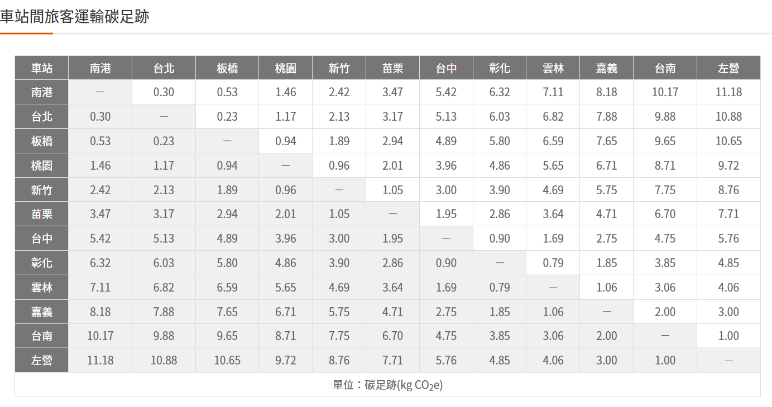 車站間旅客運輸碳足跡
車站 南港 台北 板橋 桃園 新竹 苗栗 台中 彰化 雲林 嘉義 台南 左營
南港 — 0.30 0.53 1.46 2.42 3.47 5.42 6.32 7.11 8.18 10.17 11.18
台北 0.30 — 0.23 1.17 2.13 3.17 5.13 6.03 6.82 7.88 9.88 10.88
板橋 0.53 0.23 — 0.94 1.89 2.94 4.89 5.80 6.59 7.65 9.65 10.65
桃園 1.46 1.17 0.94 — 0.96 2.01 3.96 4.86 5.65 6.71 8.71 9.72
新竹 2.42 2.13 1.89 0.96 — 1.05 3.00 3.90 4.69 5.75 7.75 8.76
苗栗 3.47 3.17 2.94 2.01 1.05 — 1.95 2.86 3.64 4.71 6.70 7.71
台中 5.42 5.13 4.89 3.96 3.00 1.95 — 0.90 1.69 2.75 4.75 5.76
彰化 6.32 6.03 5.80 4.86 3.90 2.86 0.90 — 0.79 1.85 3.85 4.85
雲林 7.11 6.82 6.59 5.65 4.69 3.64 1.69 0.79 — 1.06 3.06 4.06
嘉義 8.18 7.88 7.65 6.71 5.75 4.71 2.75 1.85 1.06 — 2.00 3.00
台南 10.17 9.88 9.65 8.71 7.75 6.70 4.75 3.85 3.06 2.00 — 1.00
左營 11.18 10.88 10.65 9.72 8.76 7.71 5.76 4.85 4.06 3.00 1.00 —
單位：碳足跡(kg CO₂e)